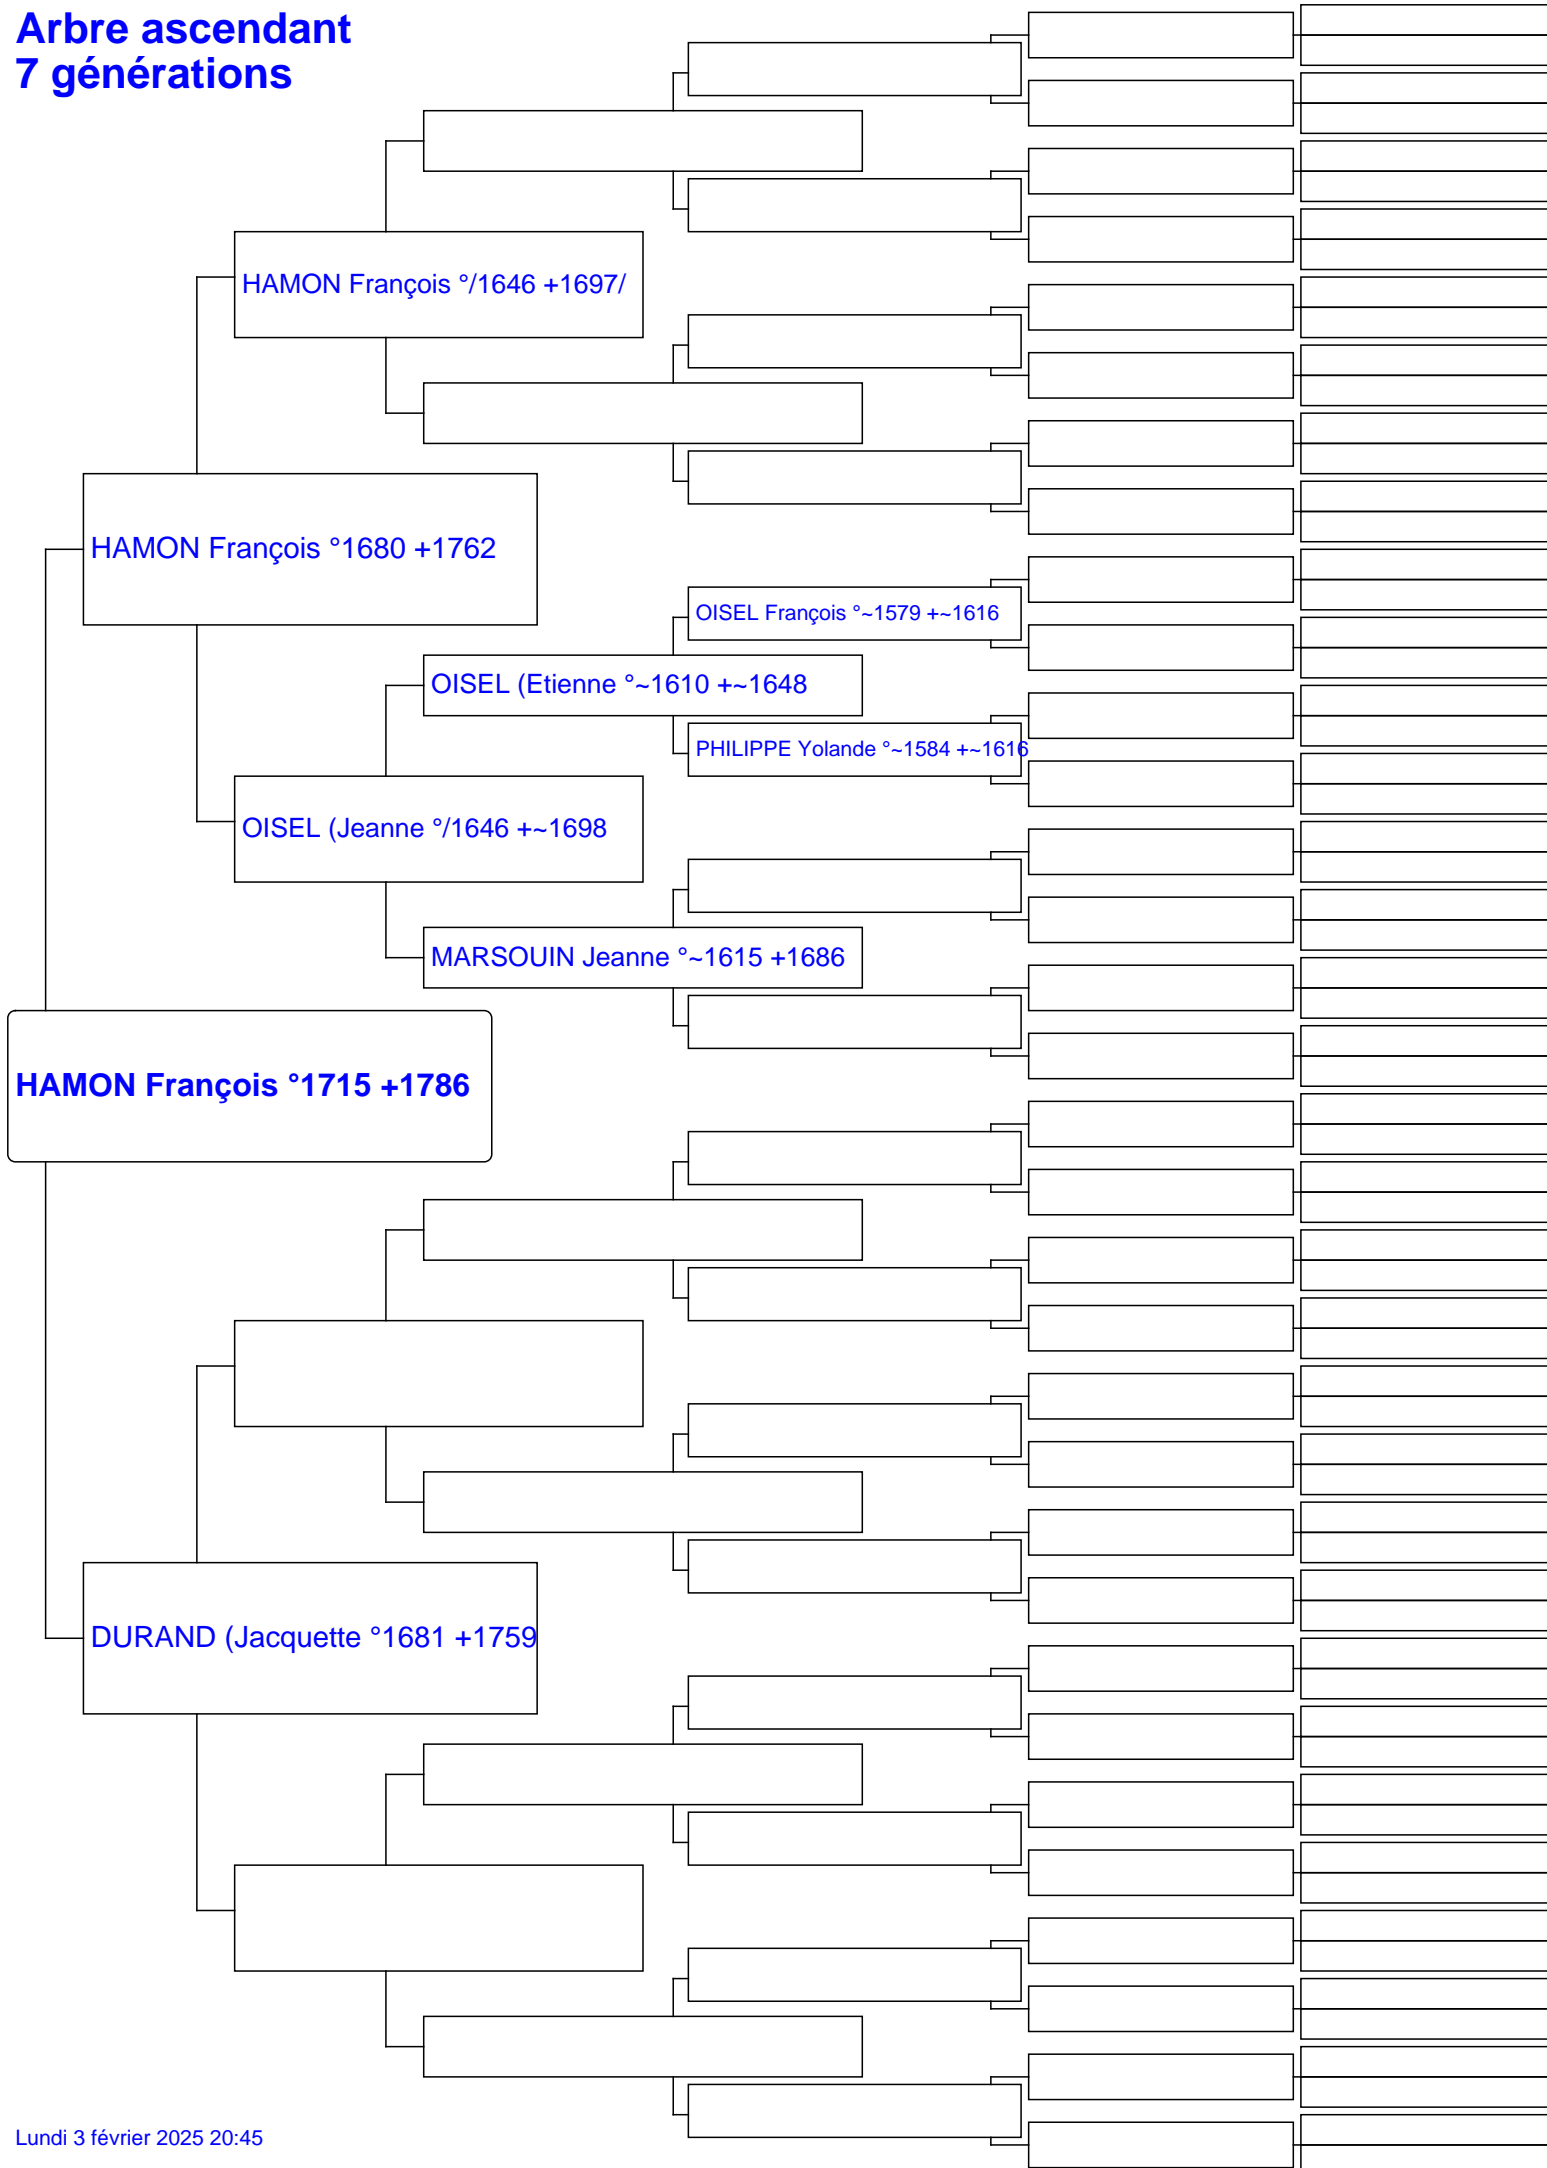 Arbre ascendant
7 générations
HAMON François °/1646 +1697/
HAMON François °1680 +1762
OISEL François °~1579 +~1616
OISEL (Etienne °~1610 +~1648
PHILIPPE Yolande °~1584 +~1616
OISEL (Jeanne °/1646 +~1698
MARSOUIN Jeanne °~1615 +1686
HAMON François °1715 +1786
DURAND (Jacquette °1681 +1759
Lundi 3 février 2025 20:45